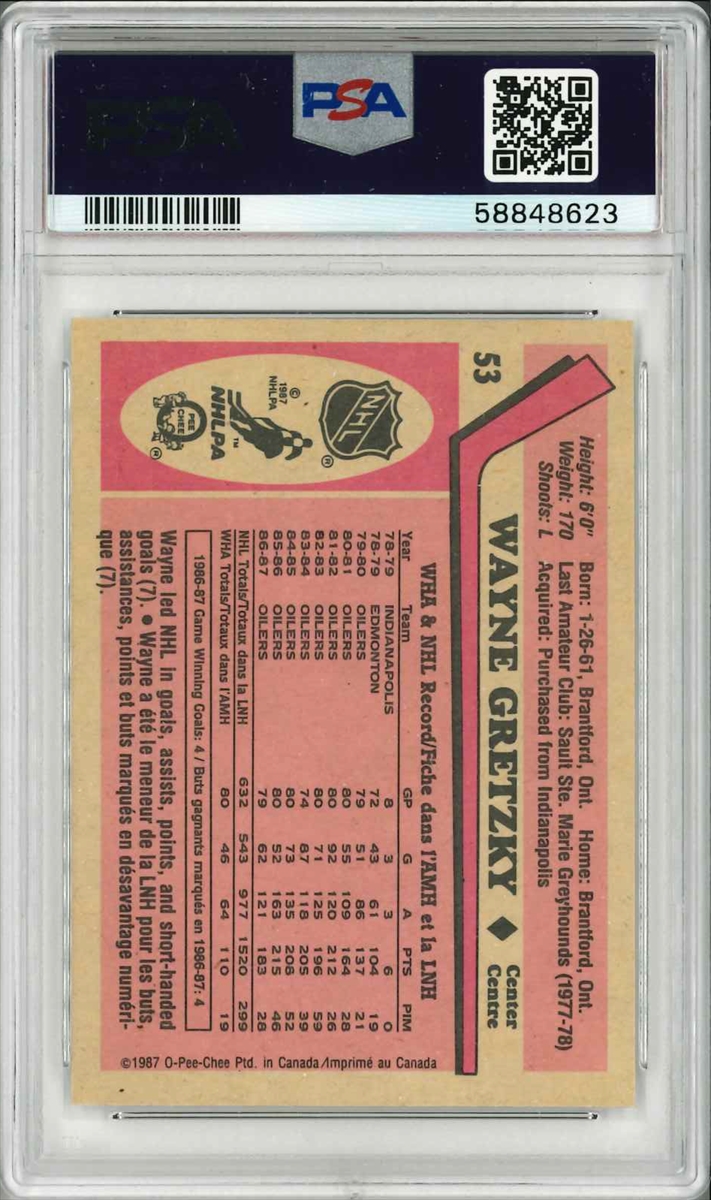 PSA
58848623
53
WAYNE GRETZKY ◆ Center
Centre
Height: 6'0" Born: 1-26-61, Brantford, Ont. Home: Brantford, Ont.
Weight: 170 Last Amateur Club: Sault Ste. Marie Greyhounds (1977-78)
Shoots: L Acquired: Purchased from Indianapolis
NHL
®
© 1987 NHLPA
NHLPA™
O PEE CHEE
®
WHA & NHL Record/Fiche dans l'AMH et la LNH
Year Team GP G A PTS PIM
78-79 INDIANAPOLIS 8 3 3 6 0
78-79 EDMONTON 72 43 61 104 19
79-80 OILERS 79 51 86 137 21
80-81 OILERS 80 55 109 164 28
81-82 OILERS 80 92 120 212 26
82-83 OILERS 80 71 125 196 59
83-84 OILERS 74 87 118 205 39
84-85 OILERS 80 73 135 208 52
85-86 OILERS 80 52 163 215 46
86-87 OILERS 79 62 121 183 28
NHL Totals/Totaux dans la LNH 632 543 977 1520 299
WHA Totals/Totaux dans l'AMH 80 46 64 110 19
1986-87 Game Winning Goals: 4 / Buts gagnants marqués en 1986-87: 4
Wayne led NHL in goals, assists, points, and short-handed
goals (7). ● Wayne a été le meneur de la LNH pour les buts,
assistances, points et buts marqués en désavantage numéri-
que (7).
©1987 O-Pee-Chee Ptd. in Canada/Imprimé au Canada